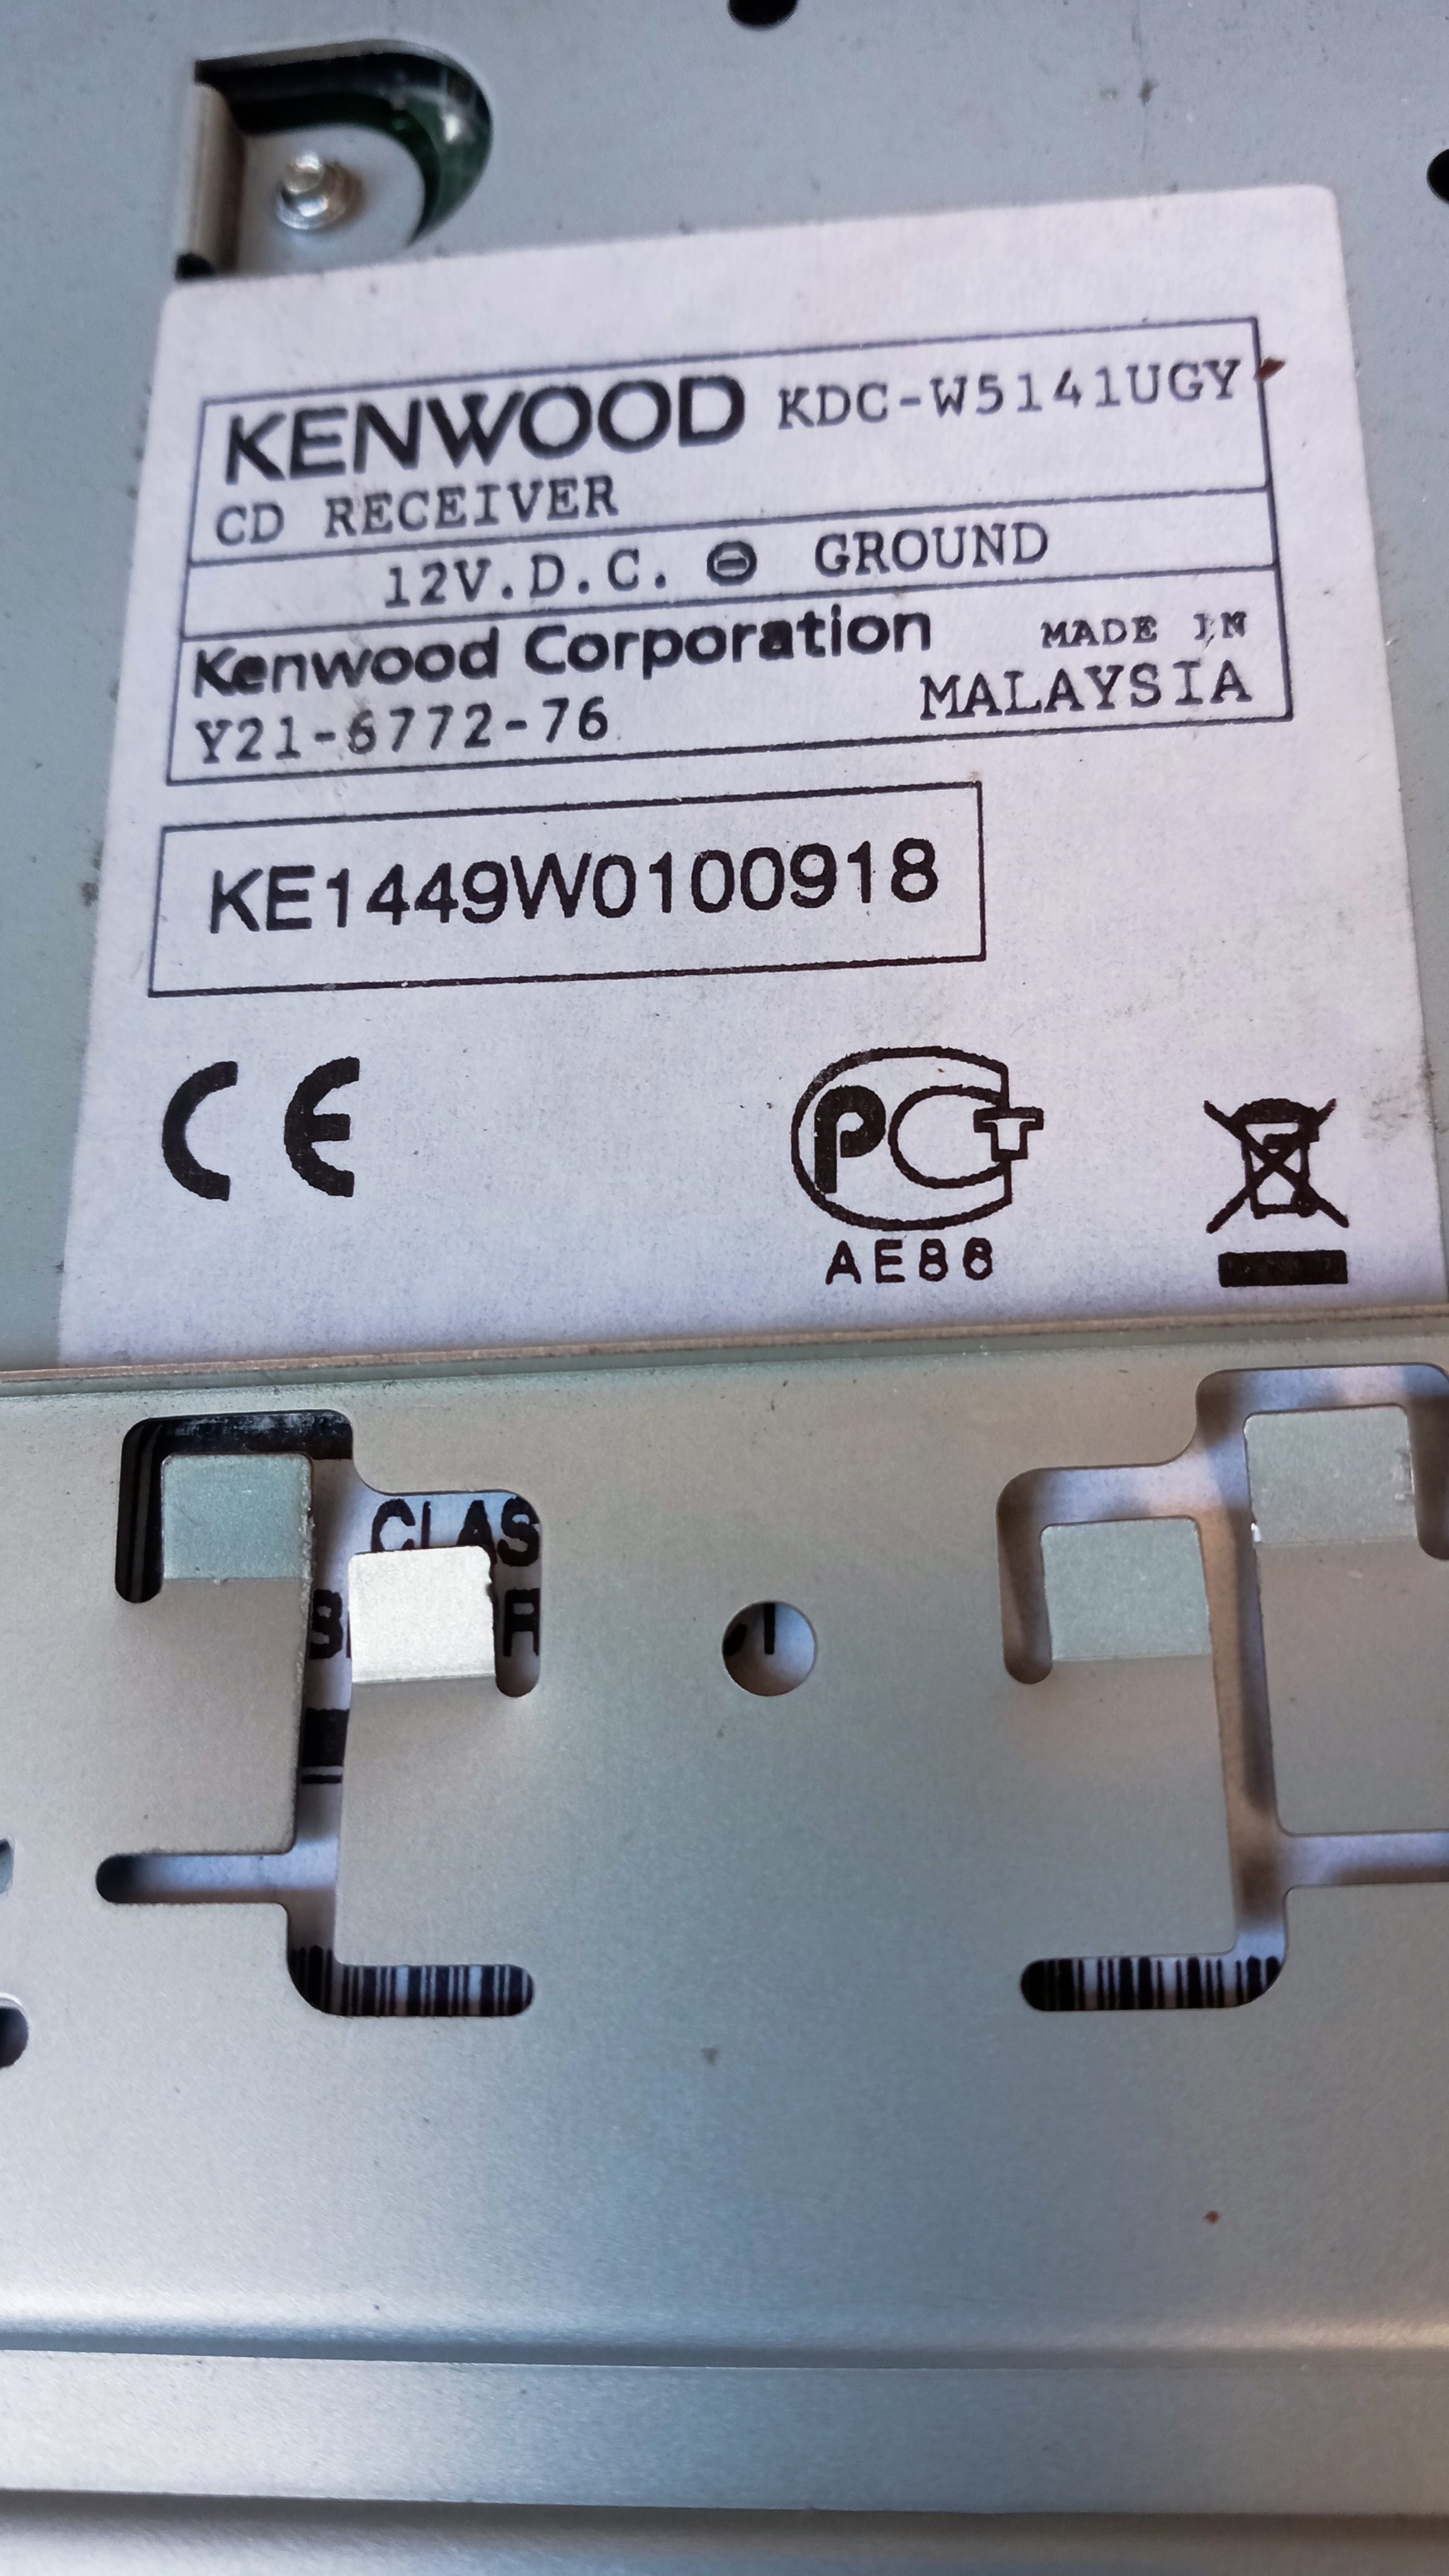 KENWOOD KDC-W5141UGY
CD RECEIVER
12V.D.C. ⊖ GROUND
Kenwood Corporation MADE IN
Y21-6772-76 MALAYSIA
KE1449W0100918
CE
PCT
AE88
CLAS